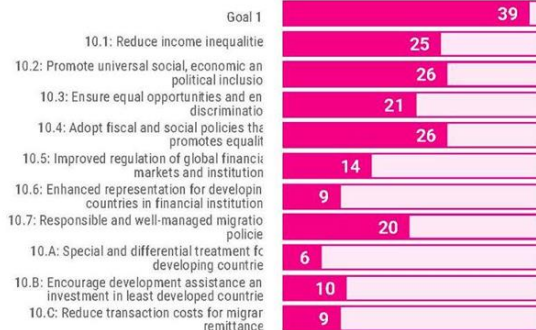 Goal 1
39
10.1: Reduce income inequalitie
25
10.2: Promote universal social, economic an
political inclusio
26
10.3: Ensure equal opportunities and en
discriminatio
21
10.4: Adopt fiscal and social policies tha
promotes equalit
26
10.5: Improved regulation of global financia
markets and institution
14
10.6: Enhanced representation for developin
countries in financial institution
9
10.7: Responsible and well-managed migratio
policie
20
10.A: Special and differential treatment fo
developing countrie
6
10.B: Encourage development assistance an
investment in least developed countrie
10
10.C: Reduce transaction costs for migran
remittance
9